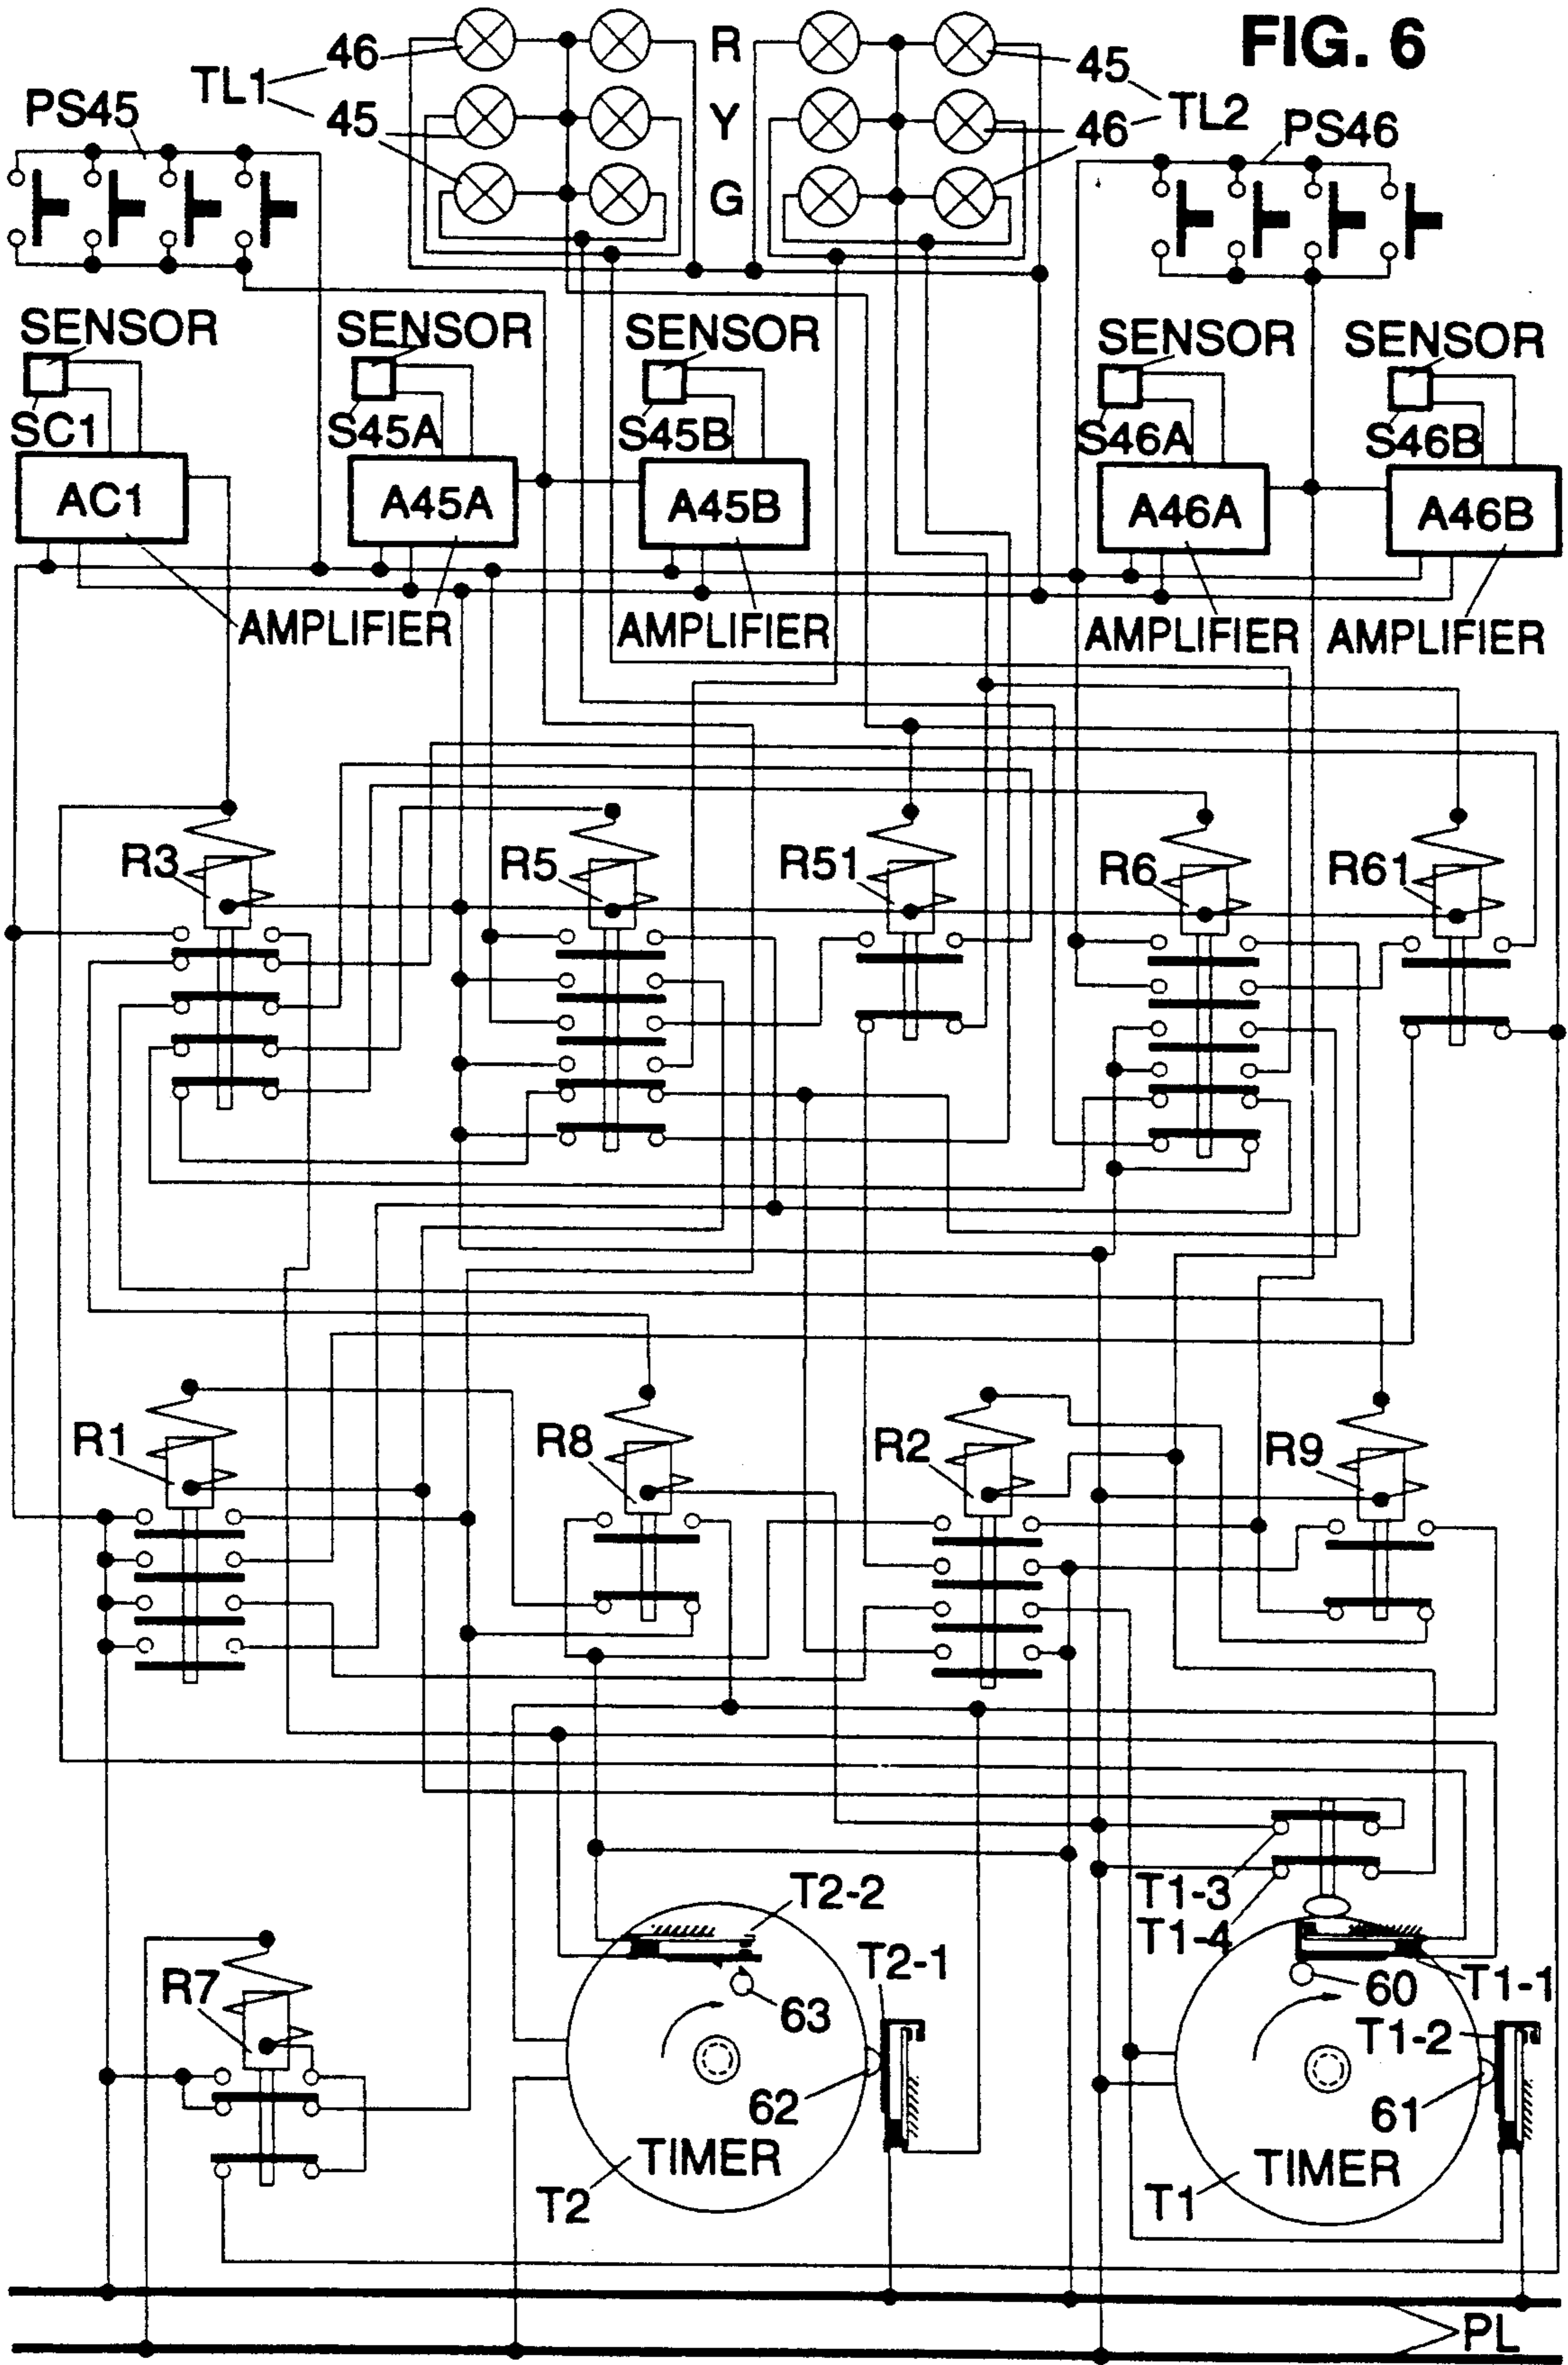 FIG. 6
46 R 45
TL1 TL2
45 Y 46
PS45 PS46
G
SENSOR SENSOR SENSOR SENSOR SENSOR
SC1 S45A S45B S46A S46B
AC1 A45A A45B A46A A46B
AMPLIFIER AMPLIFIER AMPLIFIER AMPLIFIER
R3 R5 R51 R6 R61
R1 R8 R2 R9
T1-3
T2-2
T1-4
T2-1
R7 63 60 T1-1
T1-2
62 61
TIMER TIMER
T2 T1
PL